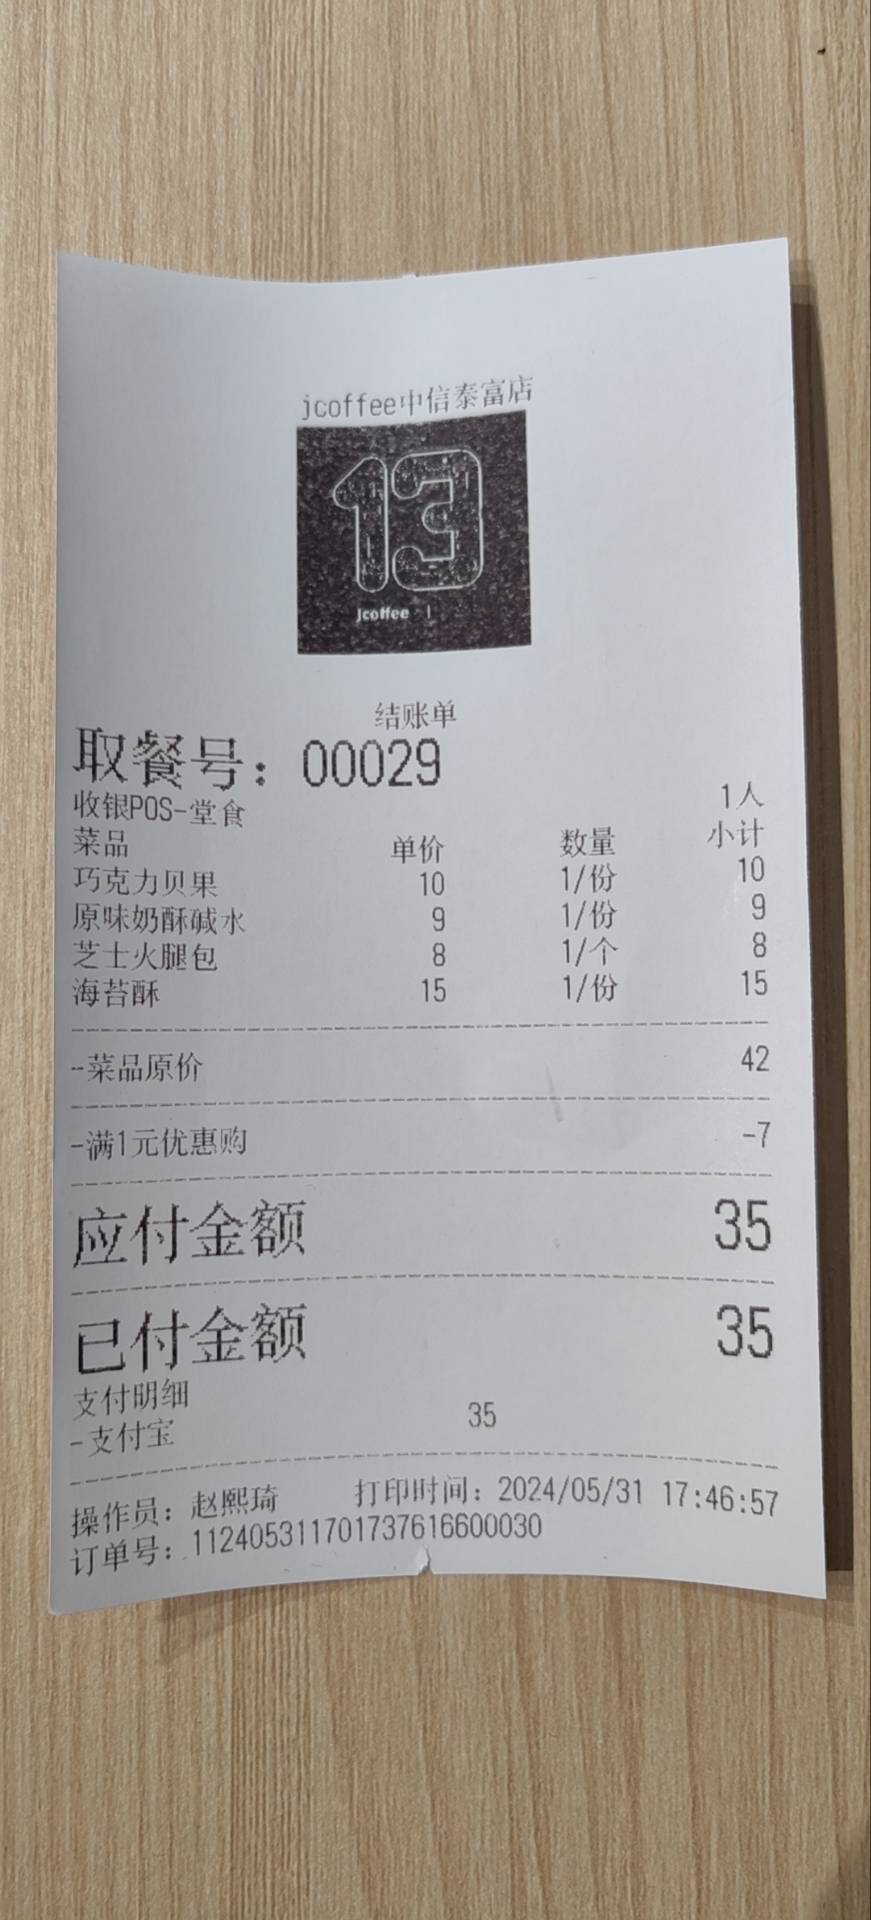 jcoffee中信泰富店
13
jcoffee
结账单
取餐号：00029
收银POS-堂食 1人
菜品 单价 数量 小计
巧克力贝果 10 1/份 10
原味奶酥碱水 9 1/份 9
芝士火腿包 8 1/个 8
海苔酥 15 1/份 15
-菜品原价 42
-满1元优惠购 -7
应付金额 35
已付金额 35
支付明细
-支付宝 35
操作员：赵熙琦 打印时间：2024/05/31 17:46:57
订单号：112405311701737616600030